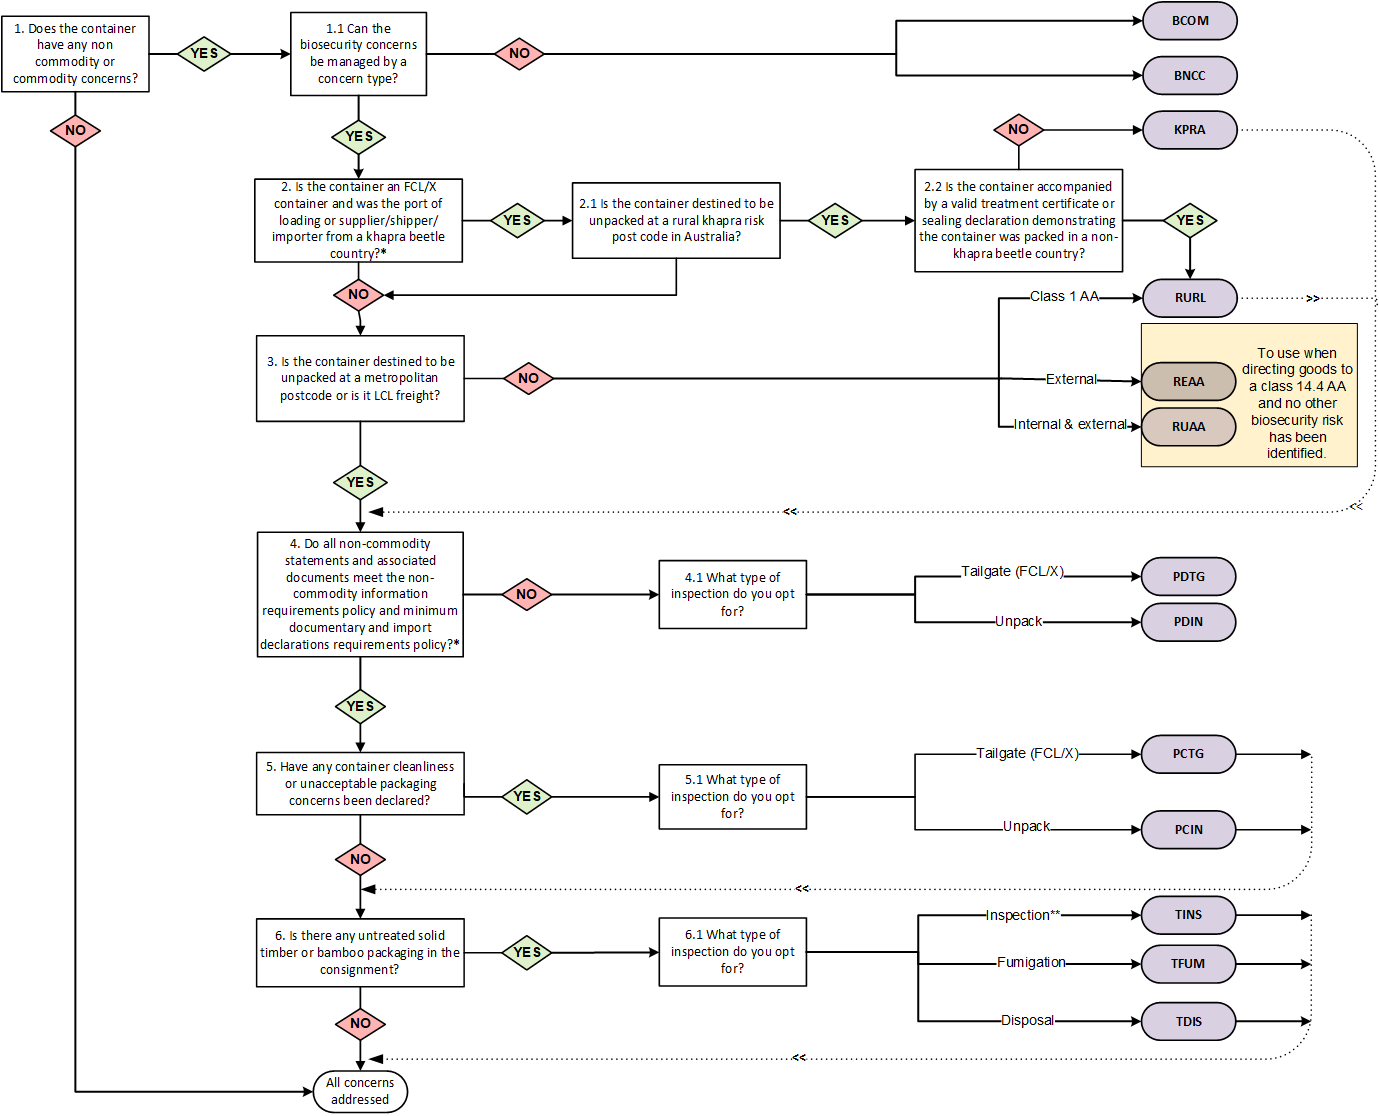 1. Does the container
have any non
commodity or
commodity concerns?
YES
1.1 Can the
biosecurity concerns
be managed by a
concern type?
NO
BCOM
BNCC
NO
YES
NO
KPRA
2. Is the container an FCL/X
container and was the port of
loading or supplier/shipper/
importer from a khapra beetle
country?*
YES
2.1 Is the container destined to be
unpacked at a rural khapra risk
post code in Australia?
YES
2.2 Is the container accompanied
by a valid treatment certificate or
sealing declaration demonstrating
the container was packed in a non-
khapra beetle country?
YES
NO
Class 1 AA
RURL
>>
3. Is the container destined to be
unpacked at a metropolitan
postcode or is it LCL freight?
NO
External
REAA
Internal & external
RUAA
To use when
directing goods to
a class 14.4 AA
and no other
biosecurity risk
has been
identified.
YES
<<
<<
4. Do all non-commodity
statements and associated
documents meet the non-
commodity information
requirements policy and minimum
documentary and import
declarations requirements policy?*
NO
4.1 What type of
inspection do you opt
for?
Tailgate (FCL/X)
PDTG
Unpack
PDIN
YES
5. Have any container cleanliness
or unacceptable packaging
concerns been declared?
YES
5.1 What type of
inspection do you opt
for?
Tailgate (FCL/X)
PCTG
Unpack
PCIN
NO
<<
6. Is there any untreated solid
timber or bamboo packaging in the
consignment?
YES
6.1 What type of
inspection do you opt
for?
Inspection**
TINS
Fumigation
TFUM
Disposal
TDIS
NO
<<
All concerns
addressed